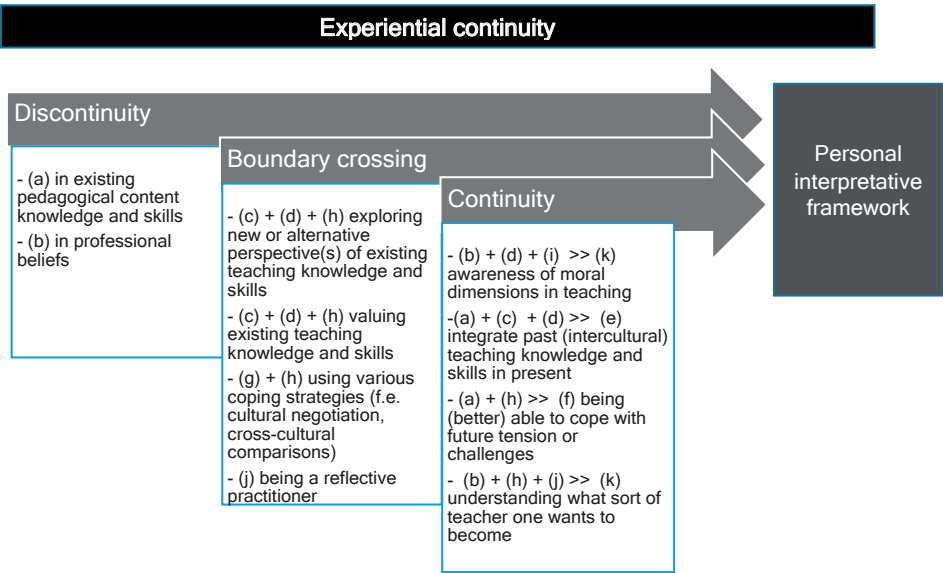 Experiential continuity
Discontinuity
- (a) in existing
pedagogical content
knowledge and skills
- (b) in professional
beliefs
Boundary crossing
- (c) + (d) + (h) exploring
new or alternative
perspective(s) of existing
teaching knowledge and
skills
- (c) + (d) + (h) valuing
existing teaching
knowledge and skills
- (g) + (h) using various
coping strategies (f.e.
cultural negotiation,
cross-cultural
comparisons)
- (j) being a reflective
practitioner
Continuity
- (b) + (d) + (i) >> (k)
awareness of moral
dimensions in teaching
-(a) + (c) + (d) >> (e)
integrate past (intercultural)
teaching knowledge and
skills in present
- (a) + (h) >> (f) being
(better) able to cope with
future tension or
challenges
- (b) + (h) + (j) >> (k)
understanding what sort of
teacher one wants to
become
Personal
interpretative
framework